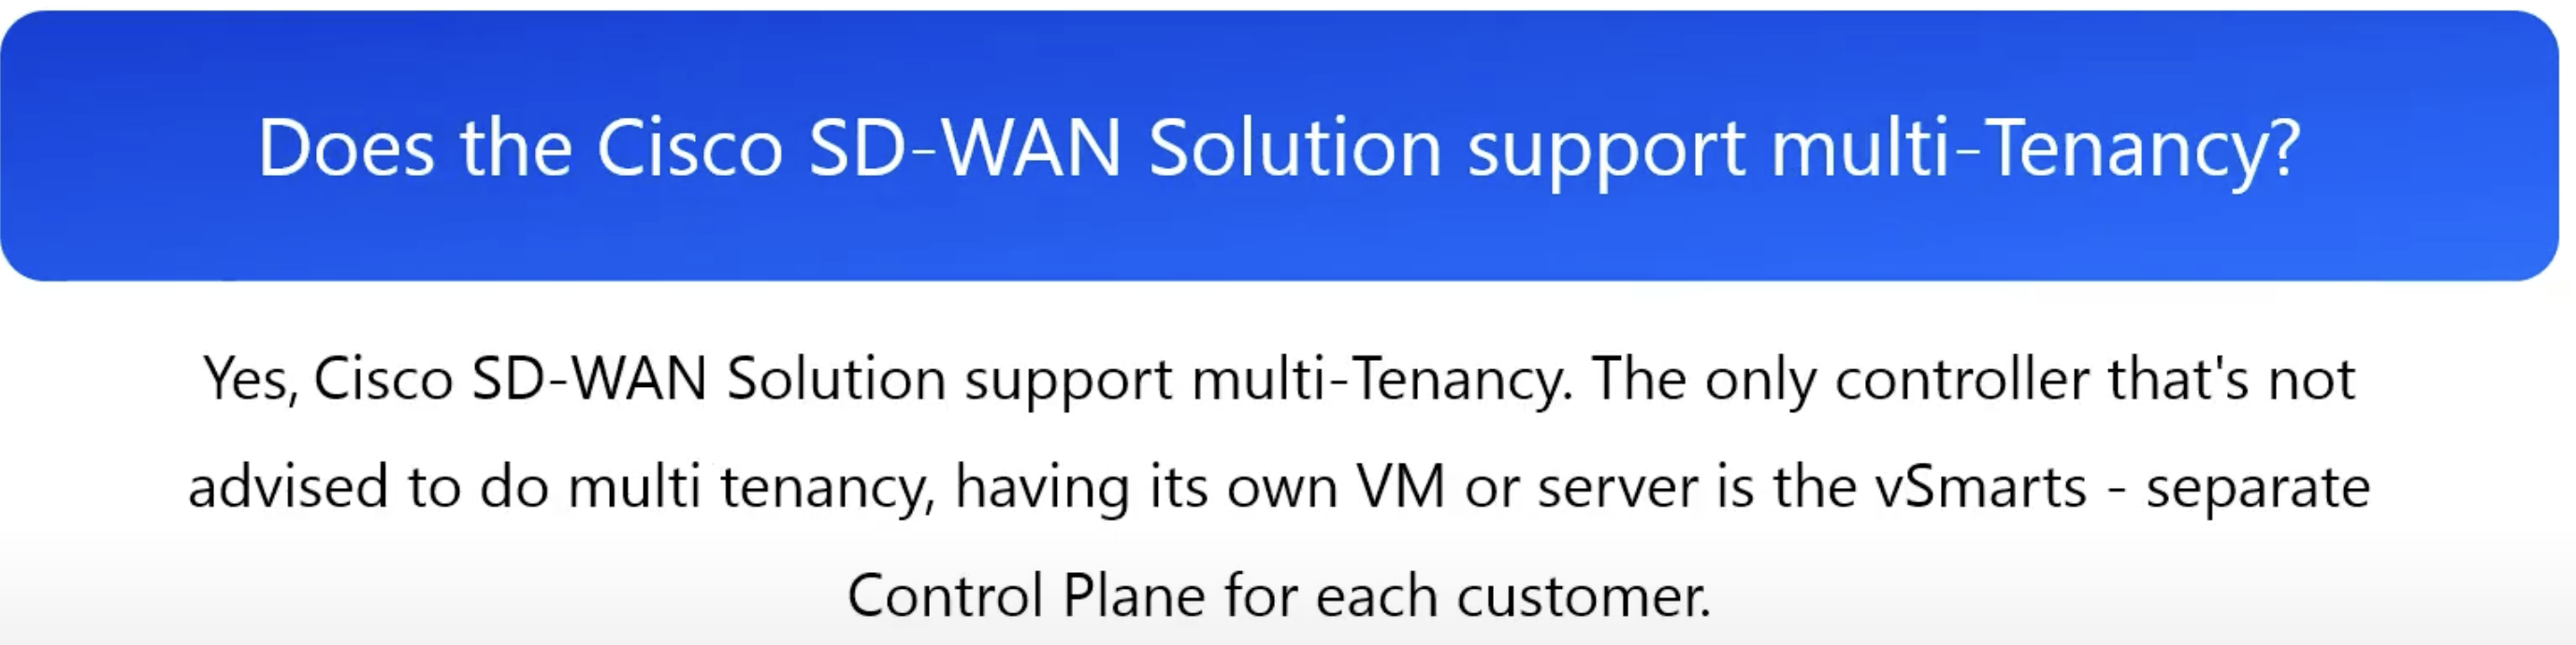 Does the Cisco SD-WAN Solution support multi-Tenancy?
Yes, Cisco SD-WAN Solution support multi-Tenancy. The only controller that's not
advised to do multi tenancy, having its own VM or server is the vSmarts - separate
Control Plane for each customer.